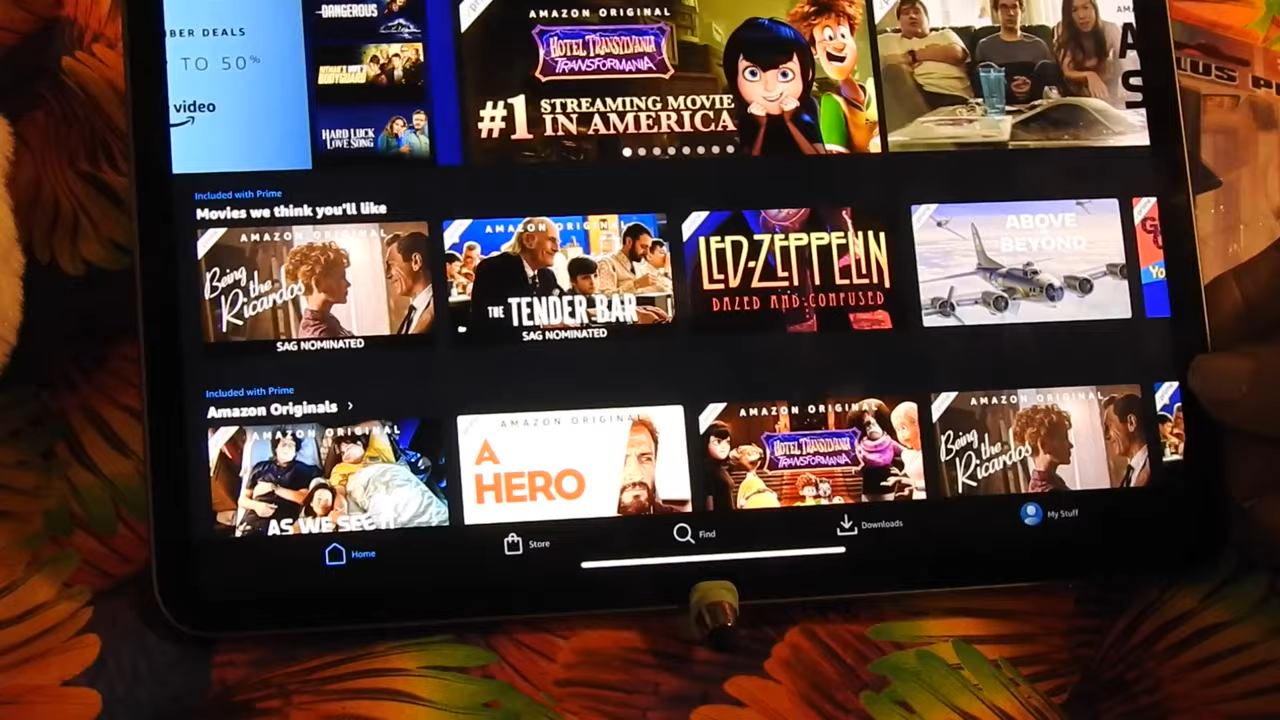 BER DEALS
TO 50%
video
DANGEROUS
HITMAN'S WIFE'S
BODYGUARD
HARD LUCK
LOVE SONG
AMAZON ORIGINAL
HOTEL TRANSYLVANIA
TRANSFORMANIA
#1 STREAMING MOVIE
IN AMERICA
Included with Prime
Movies we think you'll like
AMAZON ORIGINAL
Being
the
Ricardos
SAG NOMINATED
AMAZON ORIGINAL
THE TENDER BAR
SAG NOMINATED
LED-ZEPPELIN
DAZED AND CONFUSED
ABOVE
BEYOND
Included with Prime
Amazon Originals >
AMAZON ORIGINAL
AS WE SEE IT
AMAZON ORIGINAL
A
HERO
AMAZON ORIGINAL
HOTEL TRANSYLVANIA
TRANSFORMANIA
AMAZON ORIGINAL
Being
the
Ricardos
Home
Store
Find
Downloads
My Stuff
LUS P